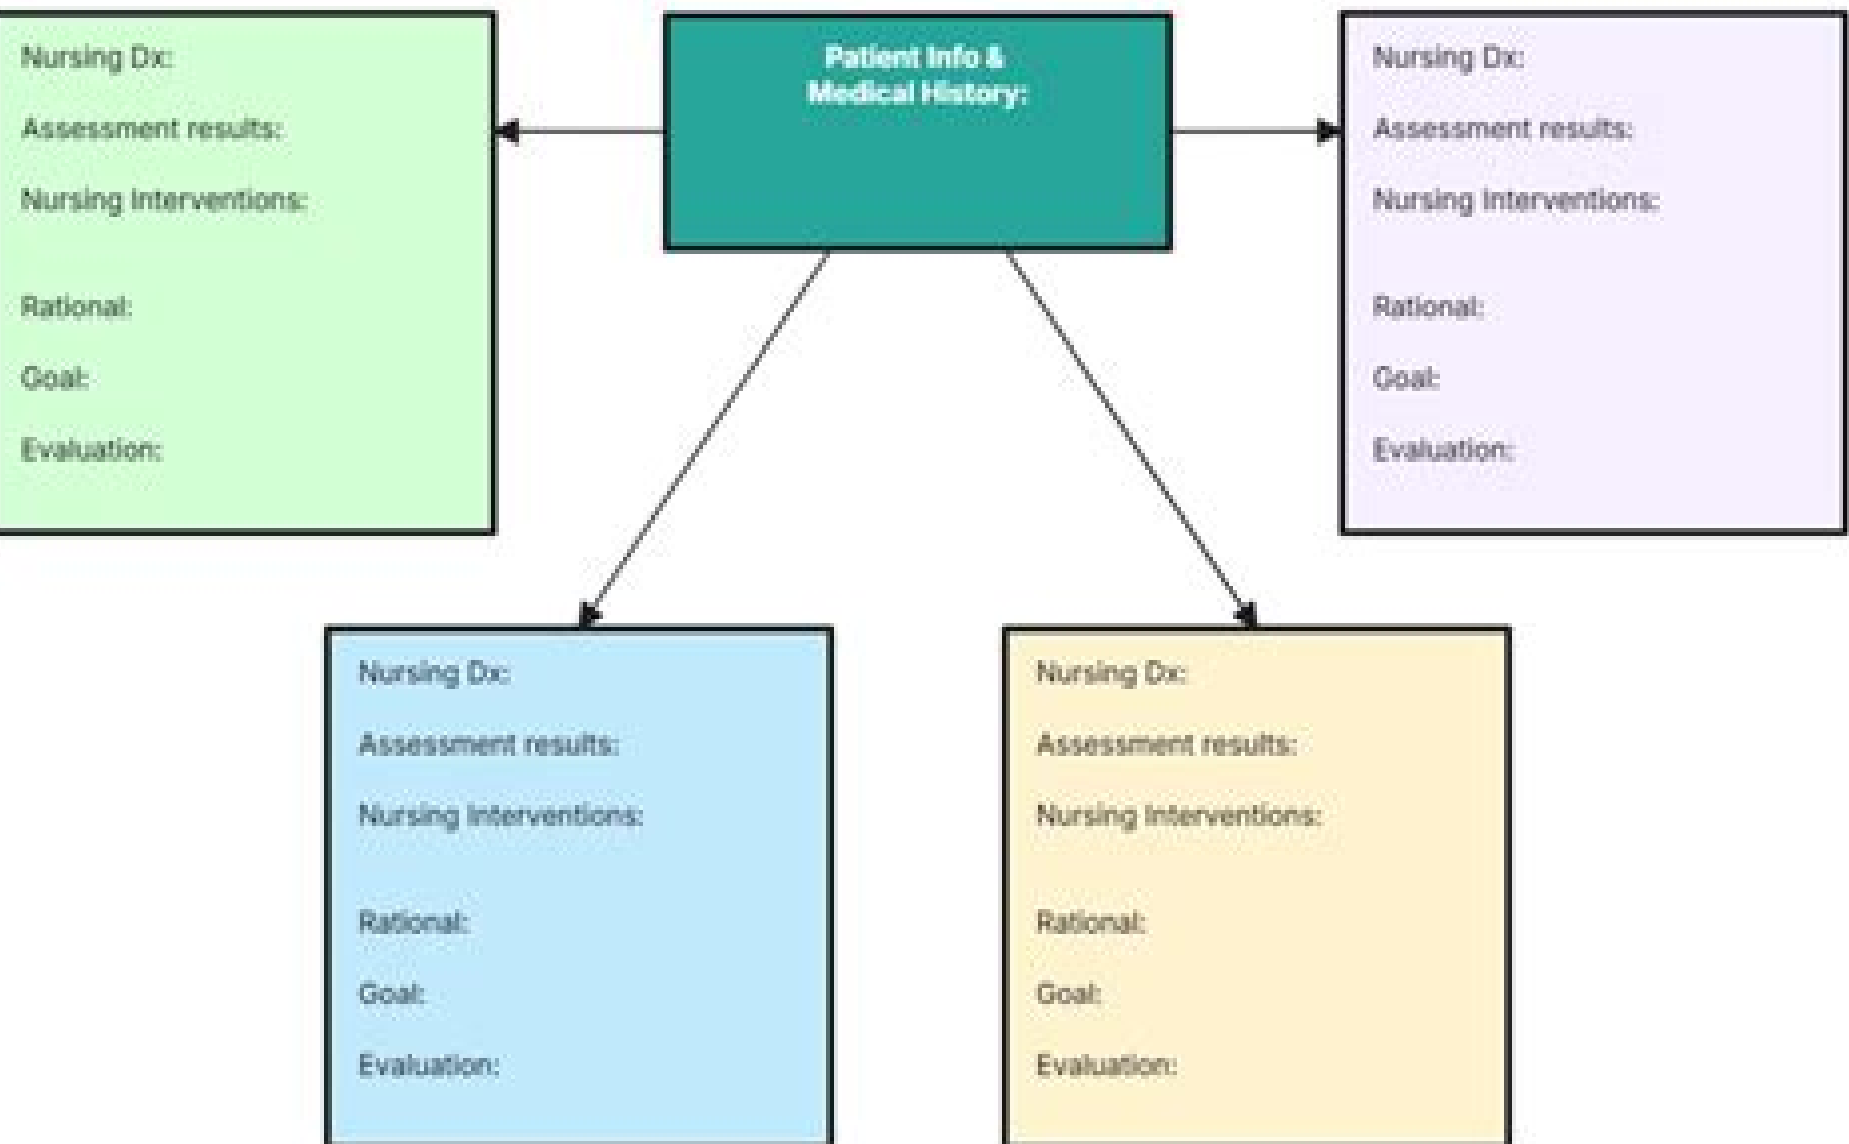 Patient Info &
Medical History:
Nursing Dx:
Assessment results:
Nursing Interventions:
Rational:
Goal:
Evaluation:
Nursing Dx:
Assessment results:
Nursing Interventions:
Rational:
Goal:
Evaluation:
Nursing Dx:
Assessment results:
Nursing Interventions:
Rational:
Goal:
Evaluation:
Nursing Dx:
Assessment results:
Nursing Interventions:
Rational:
Goal:
Evaluation: